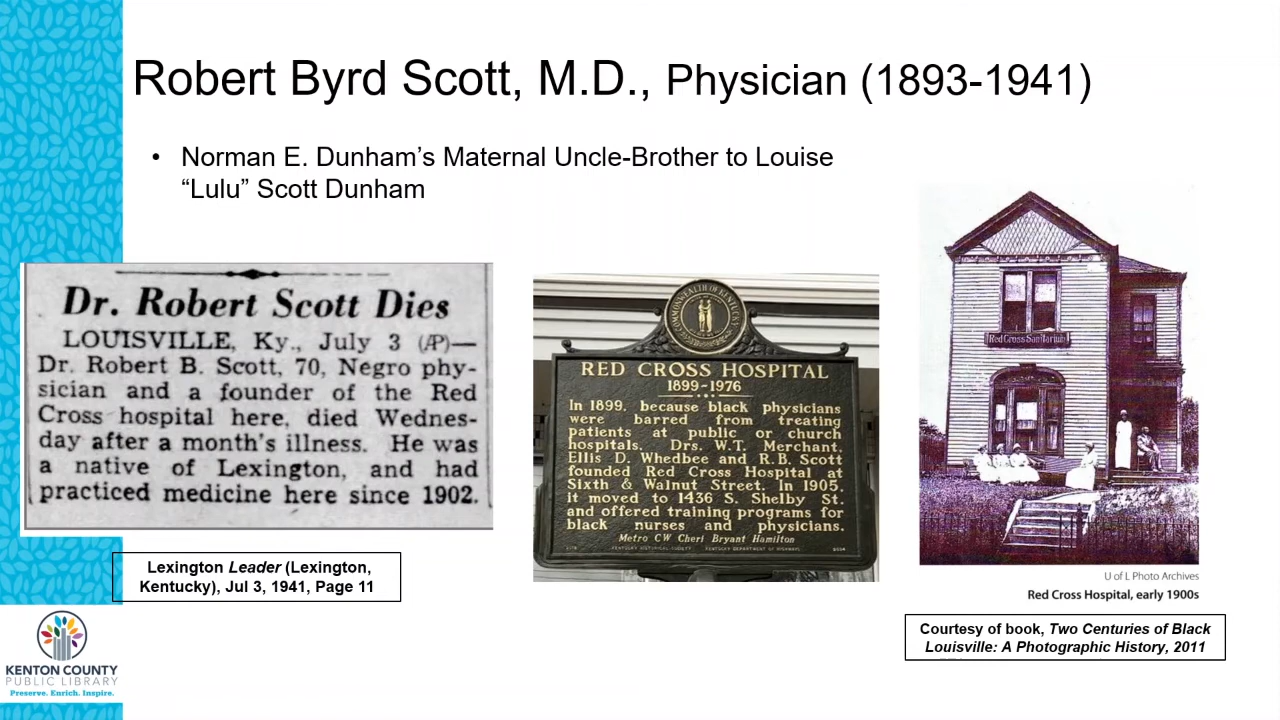 Robert Byrd Scott, M.D., Physician (1893-1941)
• Norman E. Dunham’s Maternal Uncle-Brother to Louise
“Lulu” Scott Dunham
Dr. Robert Scott Dies
LOUISVILLE, Ky., July 3 (AP)—
Dr. Robert B. Scott, 70, Negro phy-
sician and a founder of the Red
Cross hospital here, died Wednes-
day after a month's illness. He was
a native of Lexington, and had
practiced medicine here since 1902.
Lexington Leader (Lexington,
Kentucky), Jul 3, 1941, Page 11
COMMONWEALTH OF KENTUCKY
RED CROSS HOSPITAL
1899-1976
In 1899, because black physicians
were barred from treating
patients at public or church
hospitals, Drs. W.T. Merchant,
Ellis D. Whedbee and R.B. Scott
founded Red Cross Hospital at
Sixth & Walnut Street. In 1905,
it moved to 1436 S. Shelby St.
and offered training programs for
black nurses and physicians.
Metro CW Cheri Bryant Hamilton
KENTUCKY HISTORICAL SOCIETY KENTUCKY DEPARTMENT OF HIGHWAYS
Red Cross Sanitarium
U of L Photo Archives
Red Cross Hospital, early 1900s
Courtesy of book, Two Centuries of Black
Louisville: A Photographic History, 2011
KENTON COUNTY
PUBLIC LIBRARY
Preserve. Enrich. Inspire.